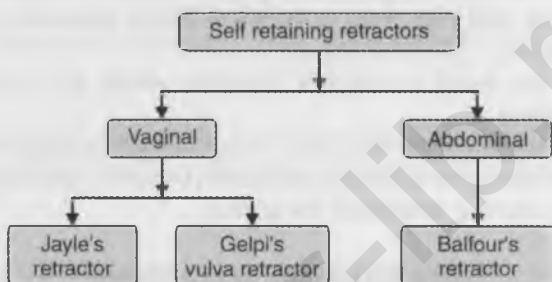 Self retaining retractors
Vaginal
Abdominal
Jayle's
retractor
Gelpi's
vulva retractor
Balfour's
retractor